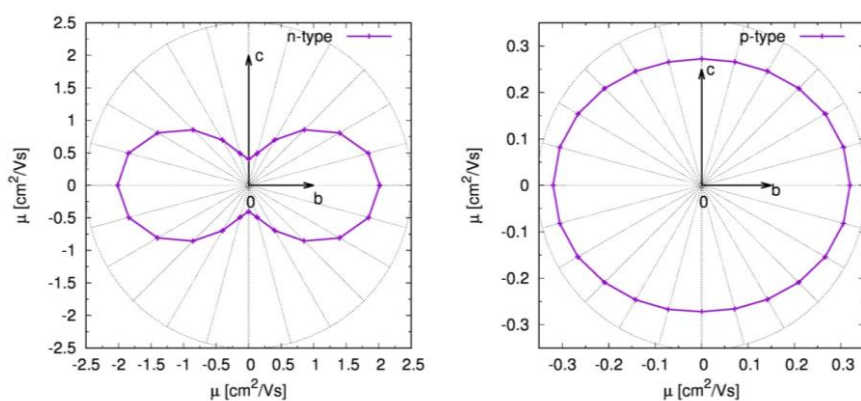 n-type
2.5
2
1.5
1
0.5
0
-0.5
-1
-1.5
-2
-2.5
μ [cm²/Vs]
c
b
0
-2.5 -2 -1.5 -1 -0.5 0 0.5 1 1.5 2 2.5
μ [cm²/Vs]
p-type
0.3
0.2
0.1
0
-0.1
-0.2
-0.3
μ [cm²/Vs]
c
b
0
-0.3 -0.2 -0.1 0 0.1 0.2 0.3
μ [cm²/Vs]